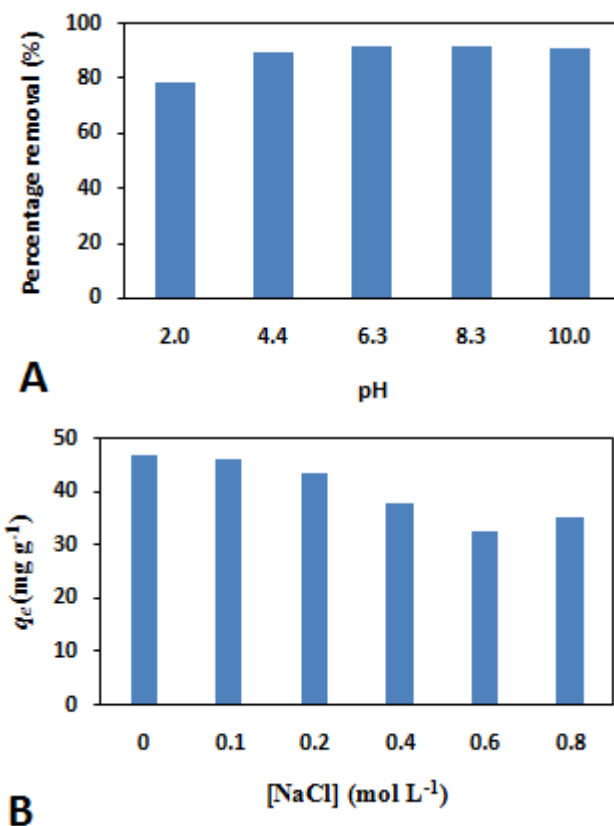 Percentage removal (%)
100
80
60
40
20
0
2.0 4.4 6.3 8.3 10.0
pH
A
qe (mg g-1)
50
40
30
20
10
0
0 0.1 0.2 0.4 0.6 0.8
[NaCl] (mol L-1)
B